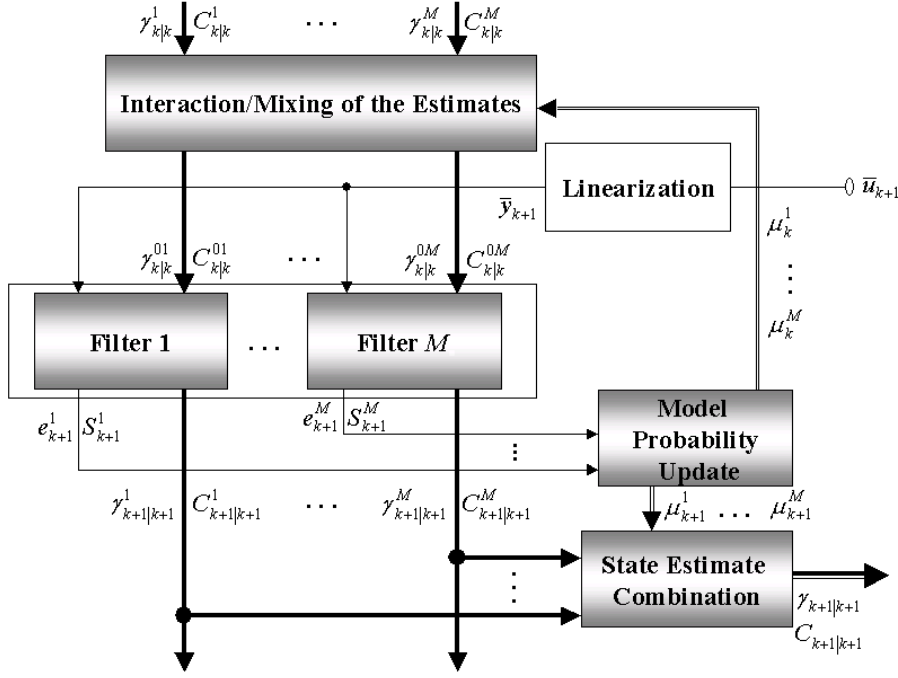 γ¹ₖ|ₖ C¹ₖ|ₖ ··· γᴹₖ|ₖ Cᴹₖ|ₖ
Interaction/Mixing of the Estimates
Linearization
ȳₖ₊₁
ūₖ₊₁
μ¹ₖ
⋮
μᴹₖ
γ⁰¹ₖ|ₖ C⁰¹ₖ|ₖ ··· γ⁰ᴹₖ|ₖ C⁰ᴹₖ|ₖ
Filter 1 ··· Filter M
e¹ₖ₊₁ S¹ₖ₊₁ eᴹₖ₊₁ Sᴹₖ₊₁
⋮
Model
Probability
Update
γ¹ₖ₊₁|ₖ₊₁ C¹ₖ₊₁|ₖ₊₁ ··· γᴹₖ₊₁|ₖ₊₁ Cᴹₖ₊₁|ₖ₊₁
μ¹ₖ₊₁ ··· μᴹₖ₊₁
⋮
State Estimate
Combination
γₖ₊₁|ₖ₊₁
Cₖ₊₁|ₖ₊₁